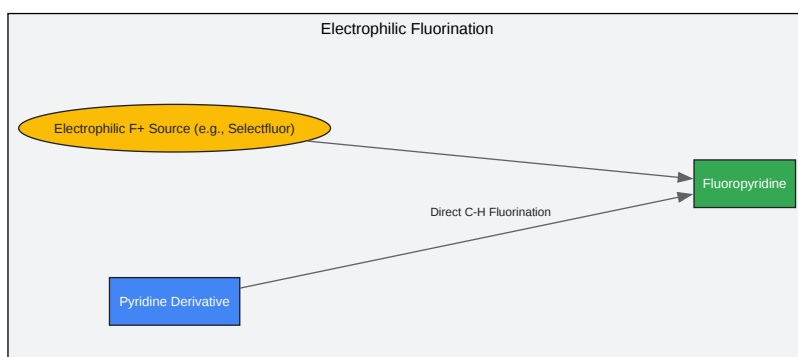 Electrophilic Fluorination
Electrophilic F+ Source (e.g., Selectfluor)
Fluoropyridine
Direct C-H Fluorination
Pyridine Derivative